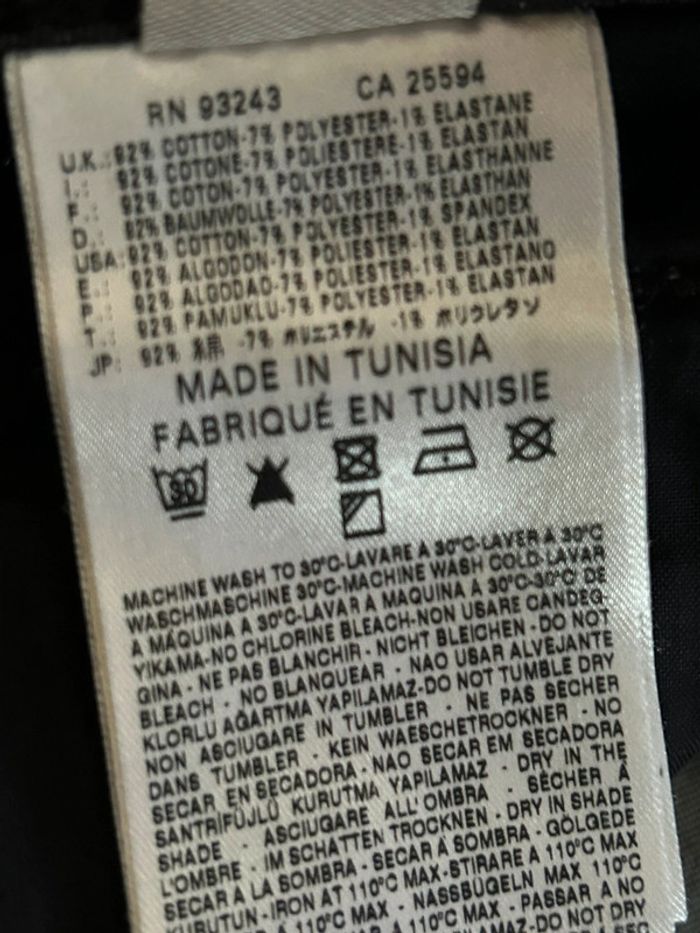 RN 93243 CA 25594
U.K.: 92% COTTON-7% POLYESTER-1% ELASTANE
I.: 92% COTONE-7% POLIESTERE-1% ELASTAN
F.: 92% COTON-7% POLYESTER-1% ELASTHANNE
D.: 92% BAUMWOLLE-7% POLYESTER-1% ELASTHAN
USA: 92% COTTON-7% POLYESTER-1% SPANDEX
E.: 92% ALGODON-7% POLIESTER-1% ELASTAN
P.: 92% ALGODAO-7% POLIESTER-1% ELASTANO
T.: 92% PAMUKLU-7% POLYESTER-1% ELASTAN
JP: 92% 綿 -7% ポリエステル -1% ポリウレタン
MADE IN TUNISIA
FABRIQUÉ EN TUNISIE
30
MACHINE WASH TO 30°C-LAVARE A 30°C-LAVER A 30°C
WASCHMASCHINE 30°C-MACHINE WASH COLD-LAVAR
A MÁQUINA A 30°C-LAVAR A MAQUINA A 30°C-30°C DE
YIKAMA-NO CHLORINE BLEACH-NON USARE CANDEG-
GINA - NE PAS BLANCHIR - NICHT BLEICHEN - DO NOT
BLEACH - NO BLANQUEAR - NAO USAR ALVEJANTE
KLORLU AĞARTMA YAPILAMAZ-DO NOT TUMBLE DRY
NON ASCIUGARE IN TUMBLER - NE PAS SÈCHER
DANS TUMBLER - KEIN WAESCHETROCKNER - NO
SECAR EN SECADORA - NAO SECAR EM SECADORA
SANTRİFÜJLÜ KURUTMA YAPILAMAZ - DRY IN THE
SHADE - ASCIUGARE ALL'OMBRA - SÈCHER Á
L'OMBRE - IM SCHATTEN TROCKNEN - DRY IN SHADE
SECAR A LA SOMBRA - SECAR Á SOMBRA - GÖLGEDE
KURUTUN - IRON AT 110°C MAX-STIRARE A 110°C MAX
A 110°C MAX - NASSBÜGELN MAX 110°C
A 110°C MAX - PASSAR A NO
DO NOT DRY